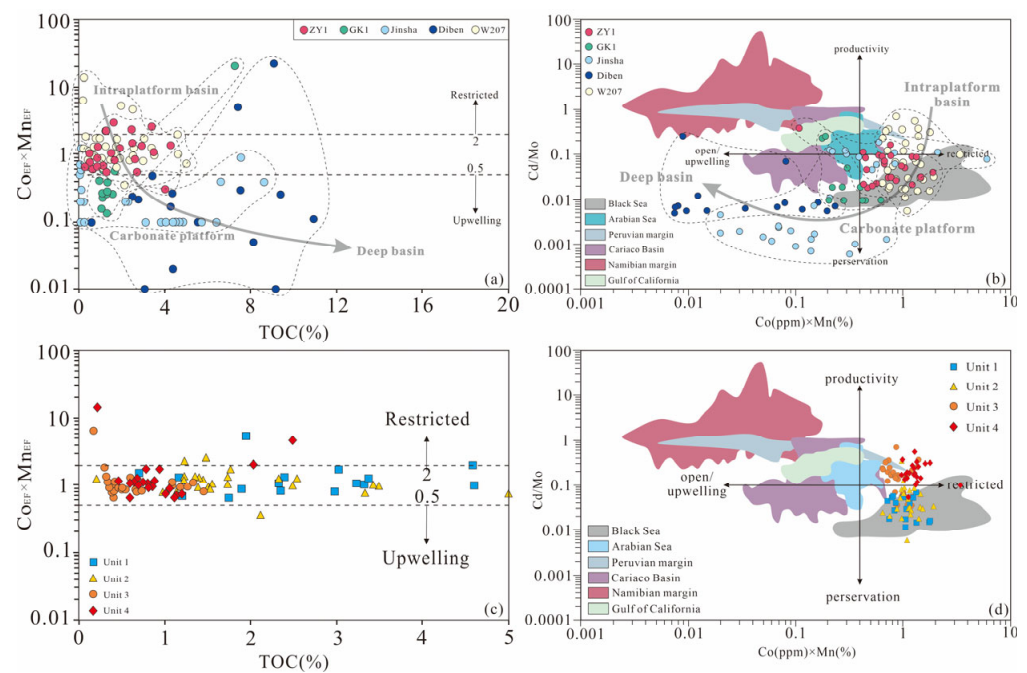 ZY1 GK1 Jinsha Diben W207
100
10
1
0.1
0.01
CoEF×MnEF
Intraplatform basin
Restricted
2
0.5
Upwelling
Carbonate platform
Deep basin
(a)
0 4 8 12 16 20
TOC(%)
100
10
1
0.1
0.01
0.001
0.0001
Cd/Mo
ZY1
GK1
Jinsha
Diben
W207
productivity
Intraplatform
basin
open/
upwelling
restricted
Deep basin
Carbonate platform
perservation
Black Sea
Arabian Sea
Peruvian margin
Cariaco Basin
Namibian margin
Gulf of California
(b)
0.001 0.01 0.1 1 10
Co(ppm)×Mn(%)
100
10
1
0.1
0.01
CoEF×MnEF
Restricted
2
0.5
Upwelling
Unit 1
Unit 2
Unit 3
Unit 4
(c)
0 1 2 3 4 5
TOC(%)
100
10
1
0.1
0.01
0.001
0.0001
Cd/Mo
productivity
Unit 1
Unit 2
Unit 3
Unit 4
open/
upwelling
restricted
perservation
Black Sea
Arabian Sea
Peruvian margin
Cariaco Basin
Namibian margin
Gulf of California
(d)
0.001 0.01 0.1 1 10
Co(ppm)×Mn(%)